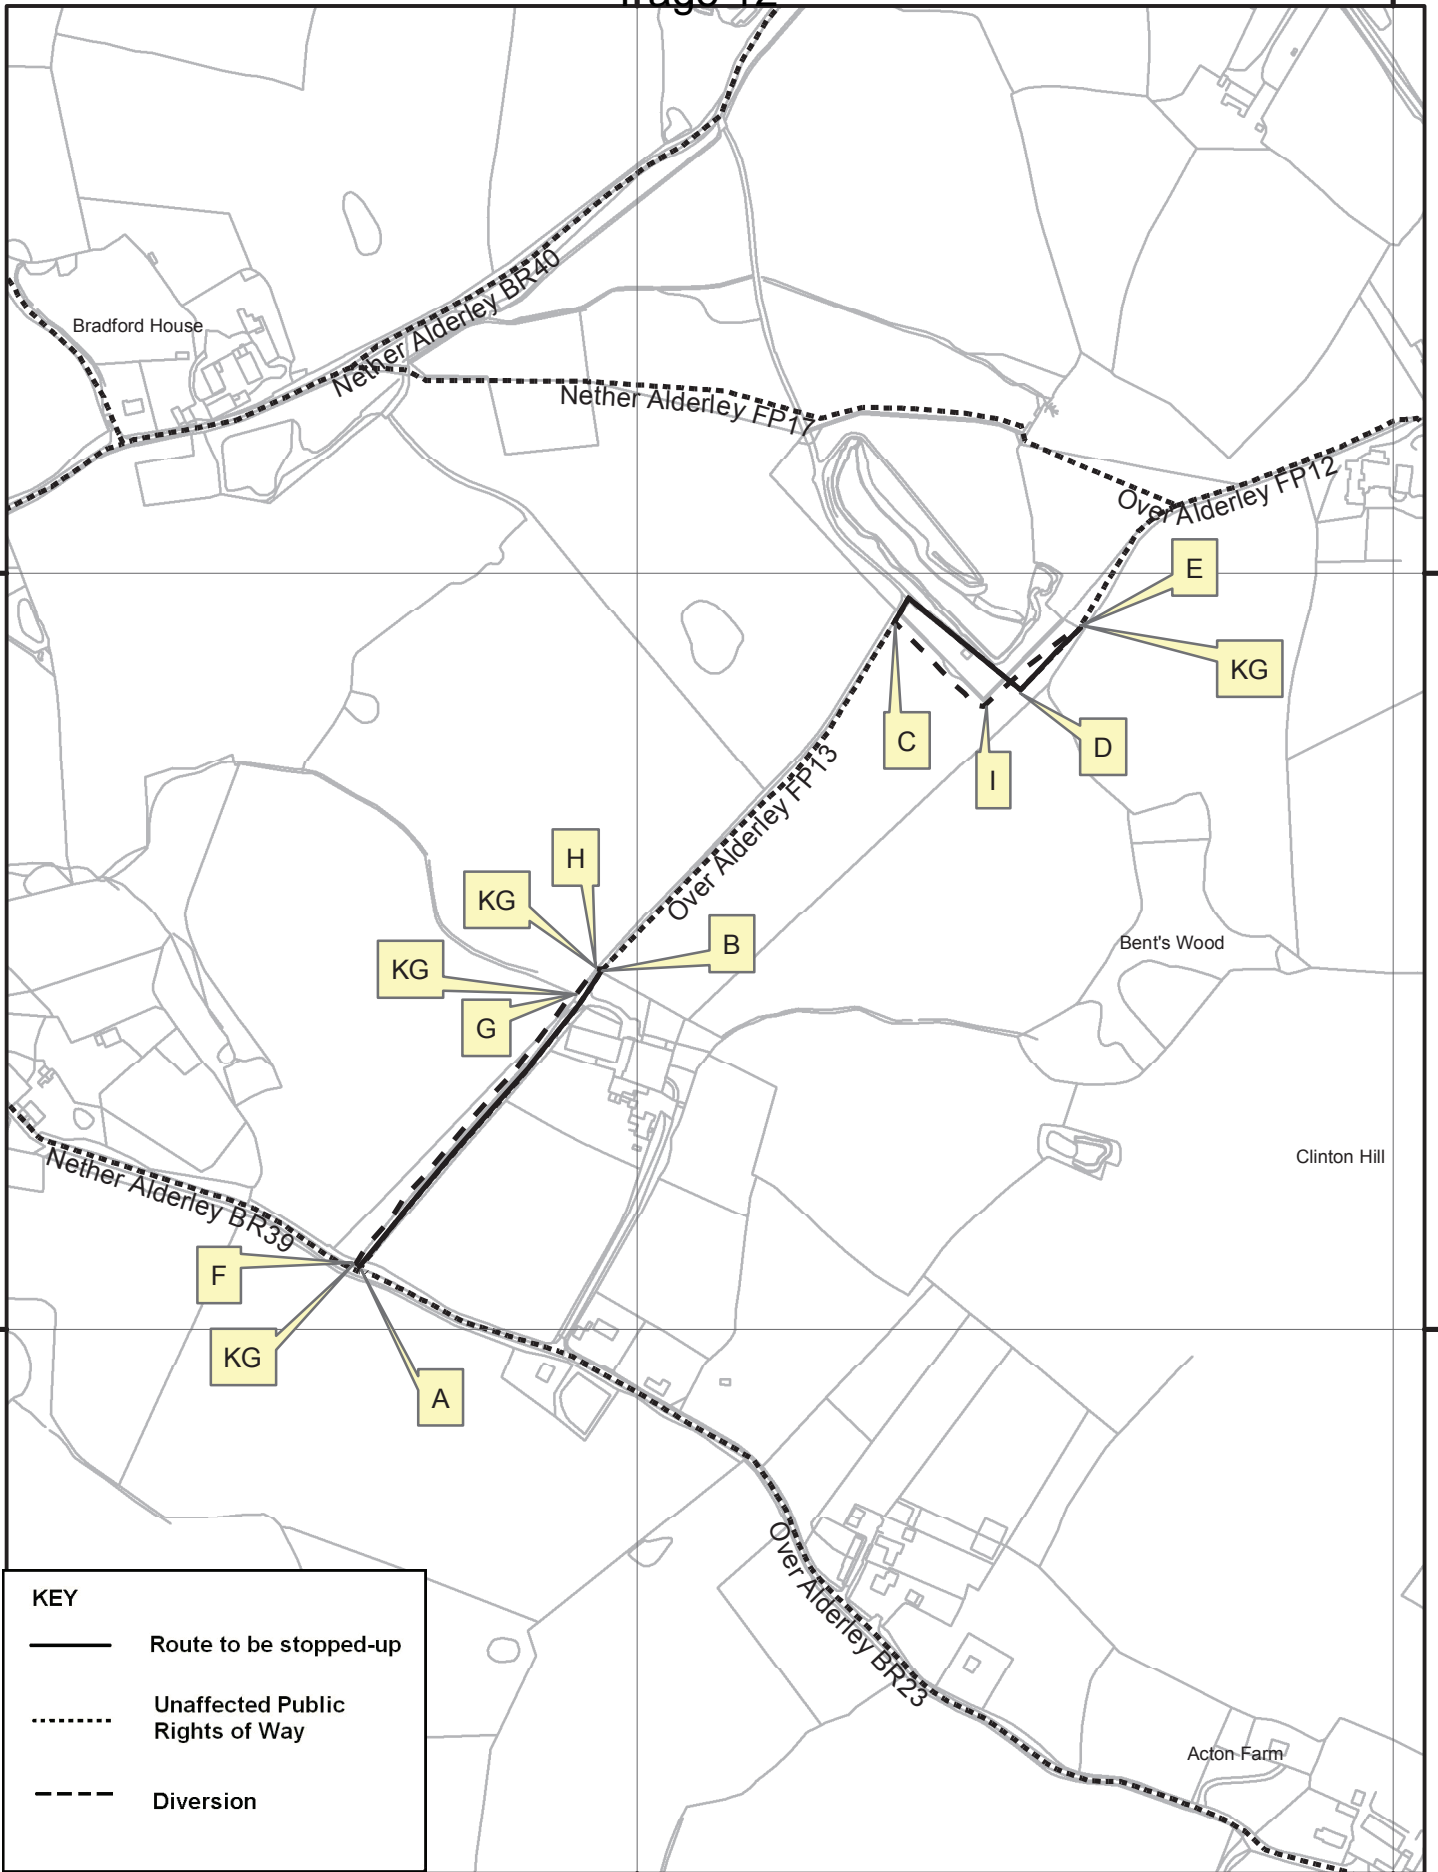 Nether Alderley BR40
Bradford House
Nether Alderley FP17
Over Alderley FP12
E
KG
C
D
I
Over Alderley FP13
H
KG
B
KG
G
Bent's Wood
Clinton Hill
Nether Alderley BR39
F
KG
A
Over Alderley BR23
Acton Farm
KEY
Route to be stopped-up
Unaffected Public
Rights of Way
Diversion